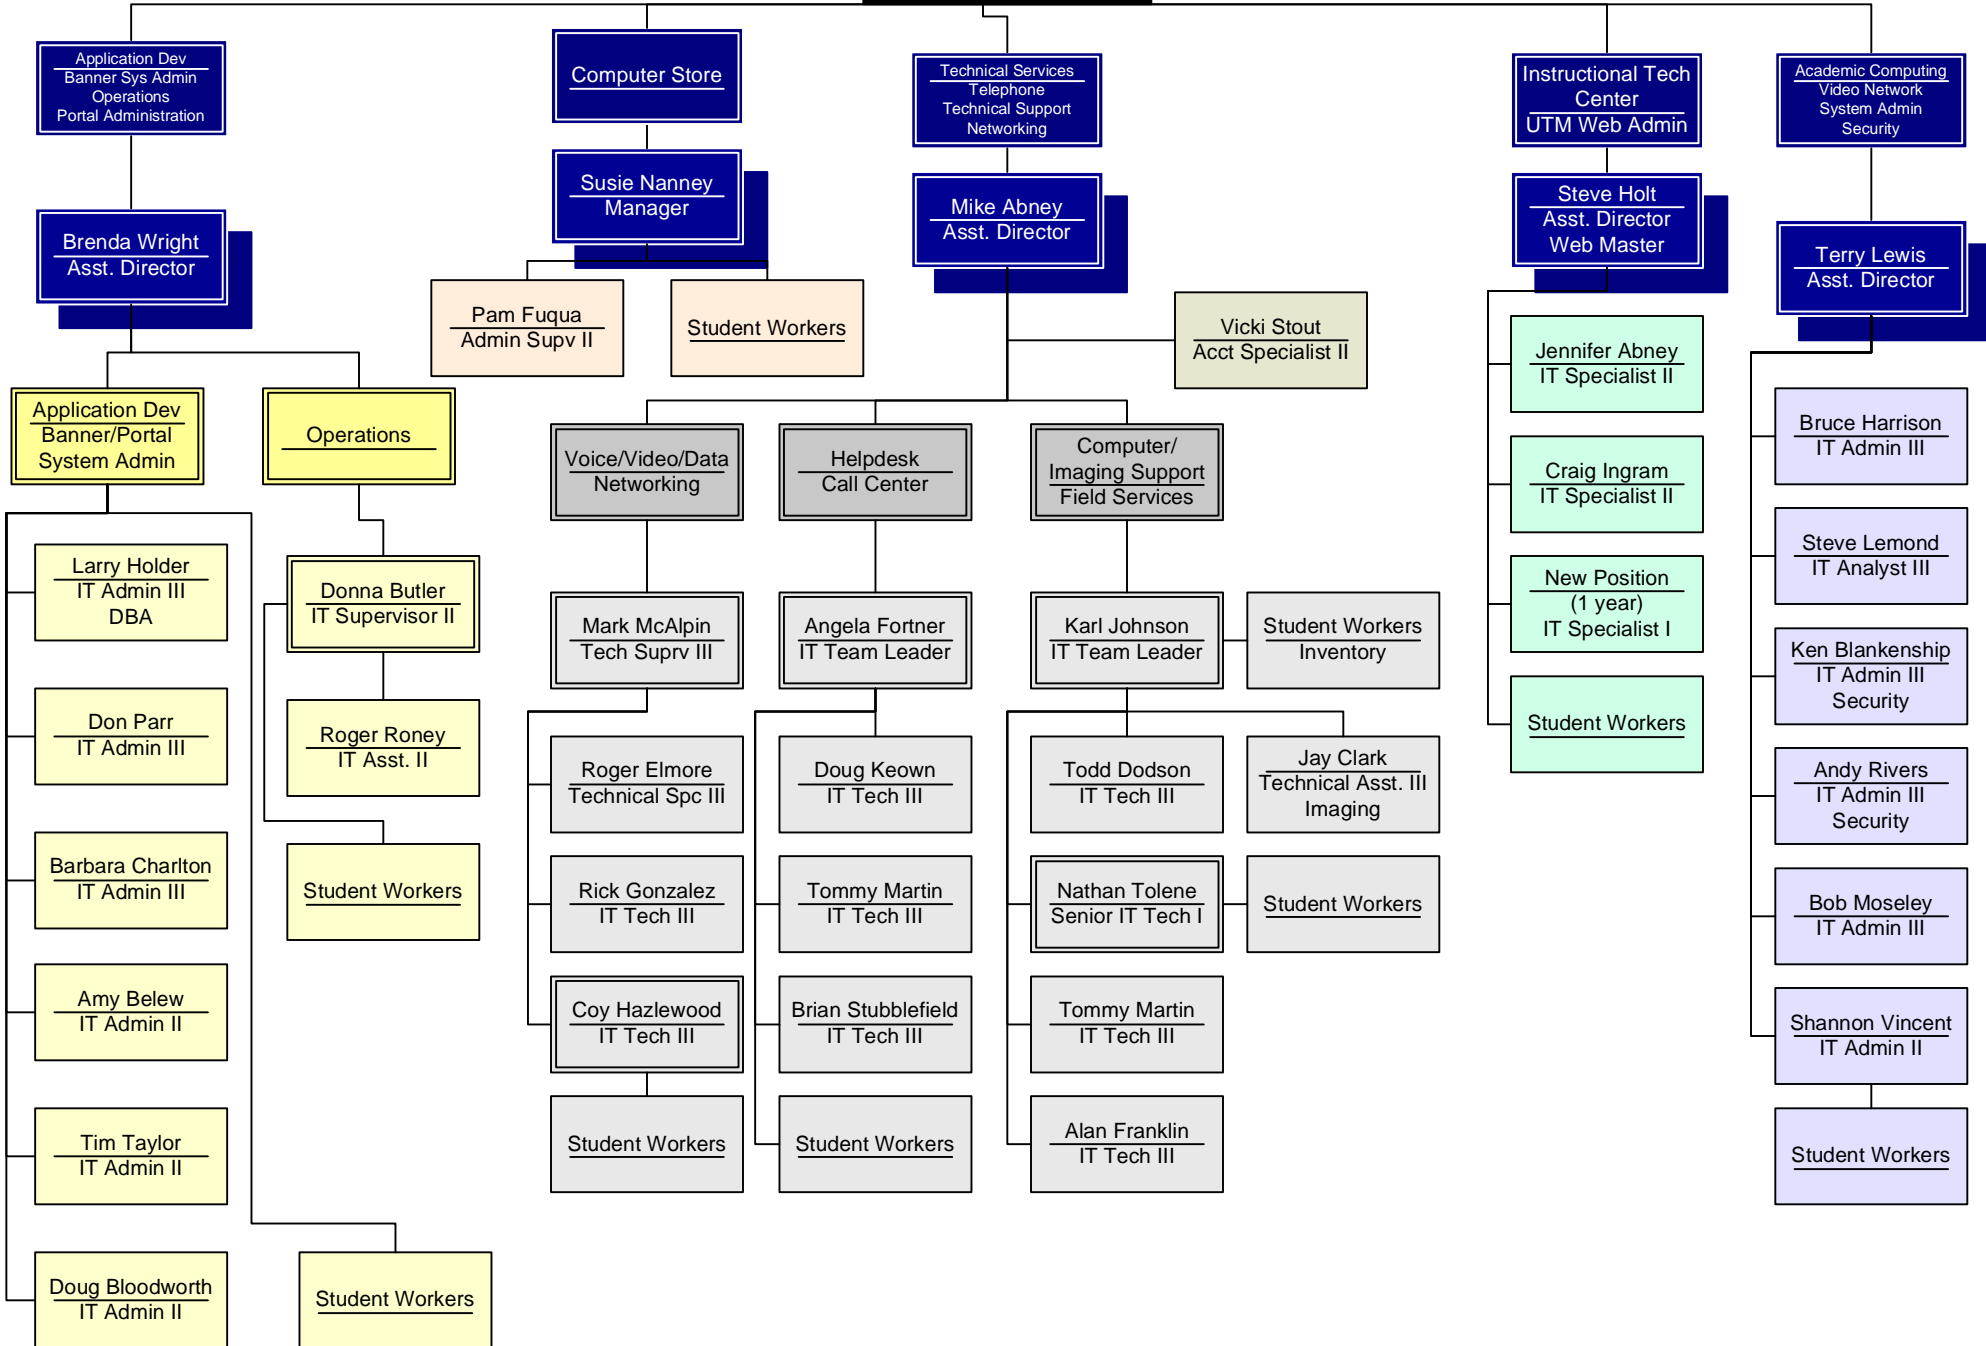 Application Dev
Banner Sys Admin
Operations
Portal Administration
Computer Store
Technical Services
Telephone
Technical Support
Networking
Instructional Tech
Center
UTM Web Admin
Academic Computing
Video Network
System Admin
Security
Brenda Wright
Asst. Director
Susie Nanney
Manager
Mike Abney
Asst. Director
Steve Holt
Asst. Director
Web Master
Terry Lewis
Asst. Director
Pam Fuqua
Admin Supv II
Student Workers
Vicki Stout
Acct Specialist II
Application Dev
Banner/Portal
System Admin
Operations
Larry Holder
IT Admin III
DBA
Don Parr
IT Admin III
Barbara Charlton
IT Admin III
Amy Belew
IT Admin II
Tim Taylor
IT Admin II
Doug Bloodworth
IT Admin II
Student Workers
Donna Butler
IT Supervisor II
Roger Roney
IT Asst. II
Student Workers
Voice/Video/Data
Networking
Mark McAlpin
Tech Suprv III
Roger Elmore
Technical Spc III
Rick Gonzalez
IT Tech III
Coy Hazlewood
IT Tech III
Student Workers
Helpdesk
Call Center
Angela Fortner
IT Team Leader
Doug Keown
IT Tech III
Tommy Martin
IT Tech III
Brian Stubblefield
IT Tech III
Student Workers
Computer/
Imaging Support
Field Services
Karl Johnson
IT Team Leader
Student Workers
Inventory
Todd Dodson
IT Tech III
Jay Clark
Technical Asst. III
Imaging
Nathan Tolene
Senior IT Tech I
Student Workers
Tommy Martin
IT Tech III
Alan Franklin
IT Tech III
Jennifer Abney
IT Specialist II
Craig Ingram
IT Specialist II
New Position
(1 year)
IT Specialist I
Student Workers
Bruce Harrison
IT Admin III
Steve Lemond
IT Analyst III
Ken Blankenship
IT Admin III
Security
Andy Rivers
IT Admin III
Security
Bob Moseley
IT Admin III
Shannon Vincent
IT Admin II
Student Workers